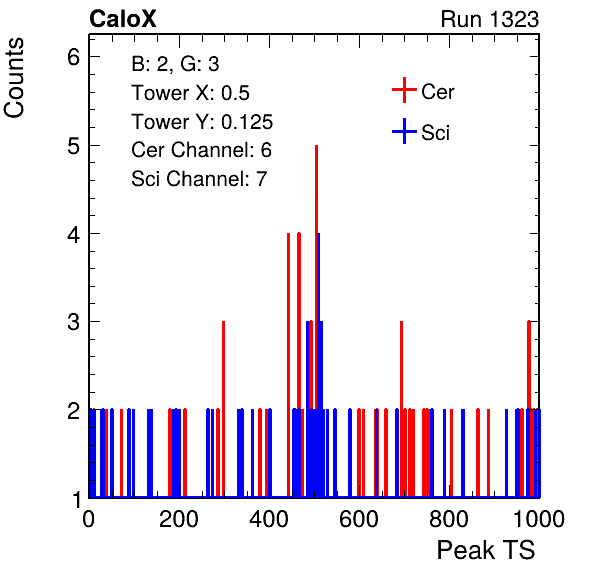 CaloX
Run 1323
Counts
B: 2, G: 3
Tower X: 0.5
Tower Y: 0.125
Cer Channel: 6
Sci Channel: 7
Cer
Sci
6
5
4
3
2
1
0 200 400 600 800 1000
Peak TS